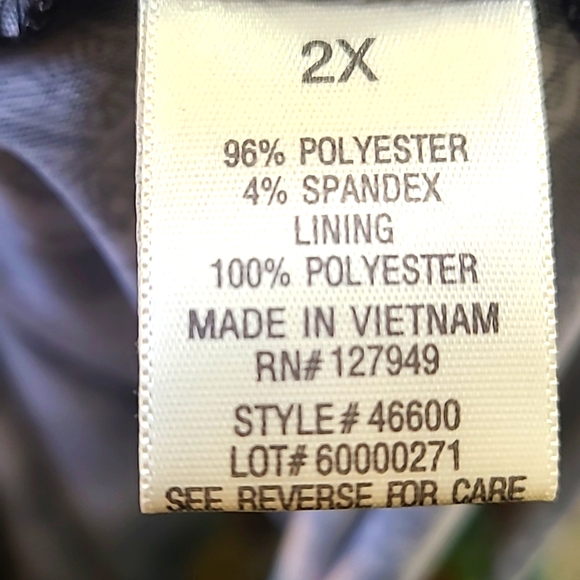 2X
96% POLYESTER
4% SPANDEX
LINING
100% POLYESTER
MADE IN VIETNAM
RN# 127949
STYLE# 46600
LOT# 60000271
SEE REVERSE FOR CARE